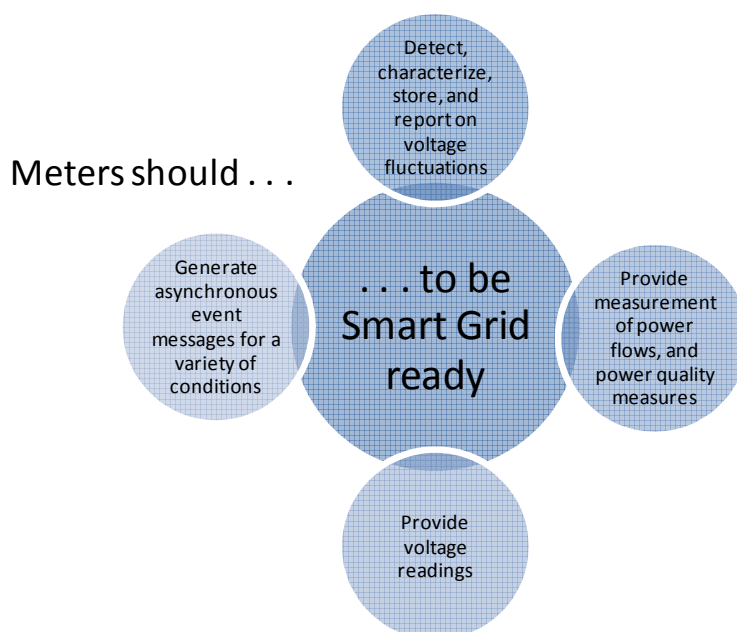 Detect,
characterize,
store, and
report on
voltage
fluctuations
Meters should . . .
Generate
asynchronous
event
messages for a
variety of
conditions
. . . to be
Smart Grid
ready
Provide
measurement
of power
flows, and
power quality
measures
Provide
voltage
readings